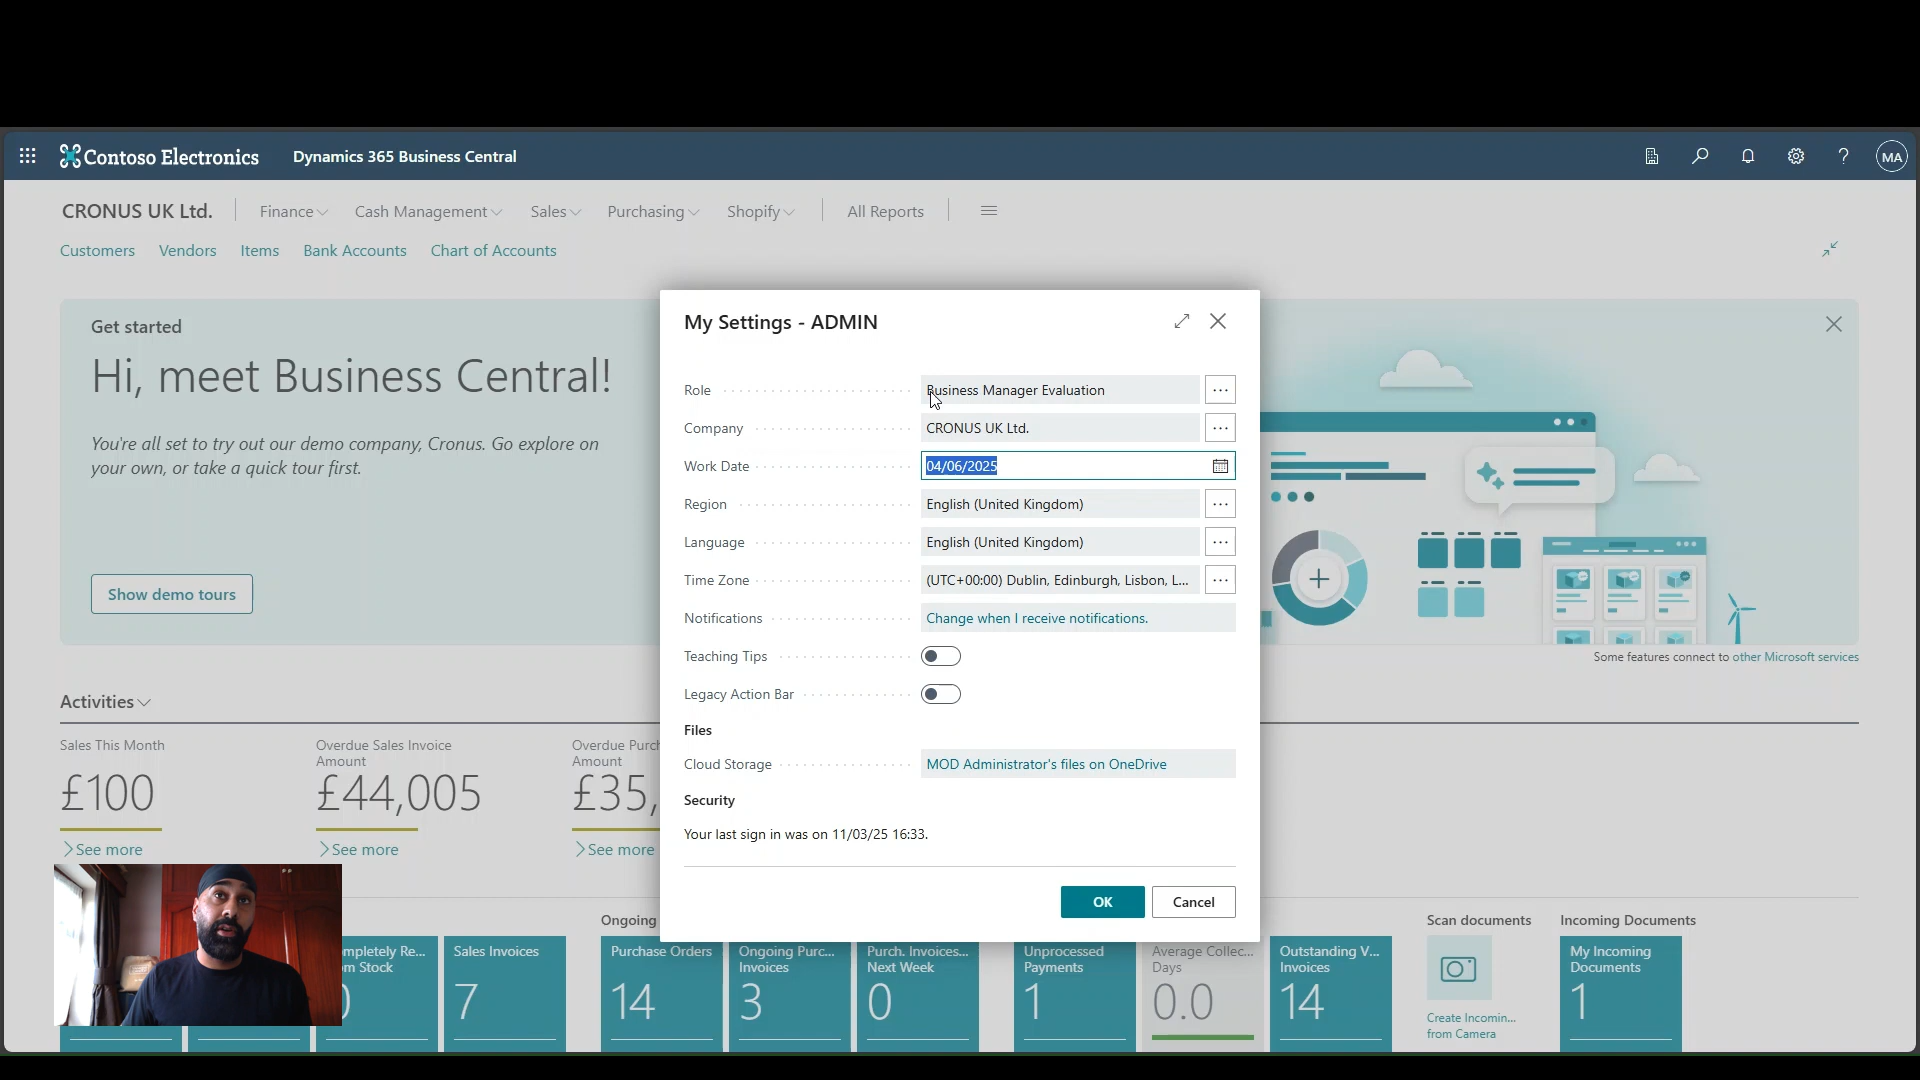 Contoso Electronics
Dynamics 365 Business Central
MA
CRONUS UK Ltd.
Finance
Cash Management
Sales
Purchasing
Shopify
All Reports
Customers
Vendors
Items
Bank Accounts
Chart of Accounts
Get started
Hi, meet Business Central!
You're all set to try out our demo company, Cronus. Go explore on
your own, or take a quick tour first.
Show demo tours
My Settings - ADMIN
Role
Business Manager Evaluation
Company
CRONUS UK Ltd.
Work Date
04/06/2025
Region
English (United Kingdom)
Language
English (United Kingdom)
Time Zone
(UTC+00:00) Dublin, Edinburgh, Lisbon, L...
Notifications
Change when I receive notifications.
Teaching Tips
Legacy Action Bar
Files
Cloud Storage
MOD Administrator's files on OneDrive
Security
Your last sign in was on 11/03/25 16:33.
OK
Cancel
Some features connect to other Microsoft services
Activities
Sales This Month
£100
See more
Overdue Sales Invoice
Amount
£44,005
See more
Overdue Purch
Amount
£35,
See more
mpletely Re...
om Stock
0
Sales Invoices
7
Ongoing
Purchase Orders
14
Ongoing Purc...
Invoices
3
Purch. Invoices...
Next Week
0
Unprocessed
Payments
1
Average Collec...
Days
0.0
Outstanding V...
Invoices
14
Scan documents
Create Incomin...
from Camera
Incoming Documents
My Incoming
Documents
1